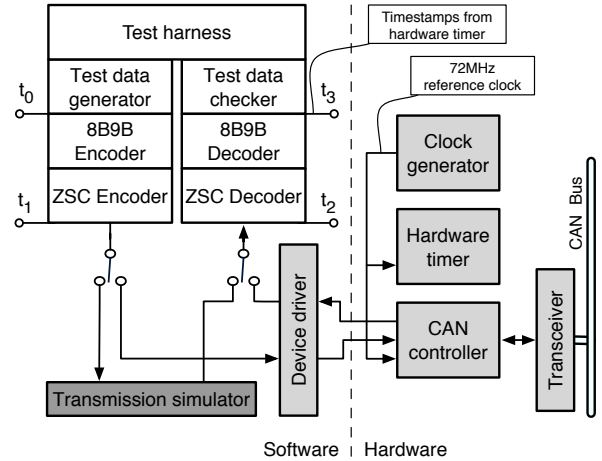 Test harness
Timestamps from
hardware timer
Test data
generator
Test data
checker
t0
t3
72MHz
reference clock
8B9B
Encoder
8B9B
Decoder
Clock
generator
t1
ZSC Encoder
ZSC Decoder
t2
Hardware
timer
CAN Bus
Device driver
CAN
controller
Transceiver
Transmission simulator
Software
Hardware